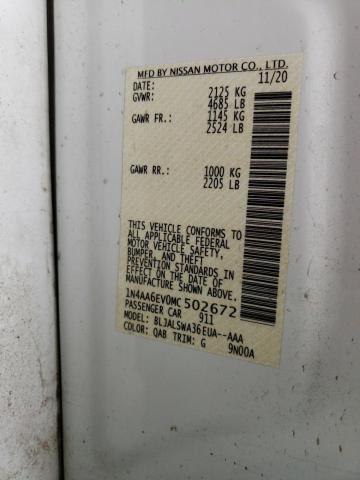 MFD BY NISSAN MOTOR CO., LTD.
DATE: 11/20
GVWR: 2125 KG
4685 LB
GAWR FR.: 1145 KG
2524 LB
GAWR RR.: 1000 KG
2205 LB
THIS VEHICLE CONFORMS TO
ALL APPLICABLE FEDERAL
MOTOR VEHICLE SAFETY,
BUMPER, AND THEFT
PREVENTION STANDARDS IN
EFFECT ON THE DATE OF
MANUFACTURE SHOWN ABOVE.
1N4AA6EV0MC502672
PASSENGER CAR 911
MODEL: BLJALSWA36EUA--AAA
COLOR: QAB TRIM: G 9N00A